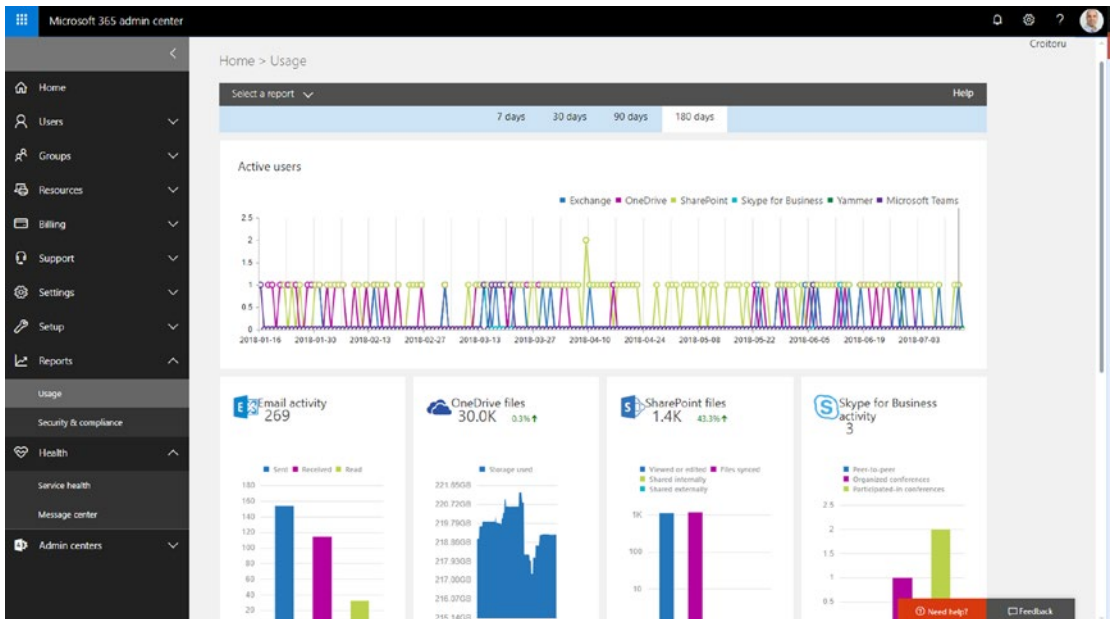 Microsoft 365 admin center
Croitoru
Home
Users
Groups
Resources
Billing
Support
Settings
Setup
Reports
Usage
Security & compliance
Health
Service health
Message center
Admin centers
Home > Usage
Select a report
Help
7 days 30 days 90 days 180 days
Active users
Exchange OneDrive SharePoint Skype for Business Yammer Microsoft Teams
2.5
2
1.5
1
0.5
0
2018-01-16 2018-01-30 2018-02-13 2018-02-27 2018-03-13 2018-03-27 2018-04-10 2018-04-24 2018-05-08 2018-05-22 2018-06-05 2018-06-19 2018-07-03
Email activity
269
Sent Received Read
180
160
140
120
100
80
60
40
20
OneDrive files
30.0K 0.3%
Storage used
221.65GB
220.72GB
219.79GB
218.86GB
217.93GB
217.00GB
216.07GB
215.14GB
SharePoint files
1.4K 43.3%
Viewed or edited Files synced
Shared internally
Shared externally
1K
100
10
Skype for Business
activity
3
Peer-to-peer
Organized conferences
Participated-in conferences
2.5
2
1.5
1
0.5
Need help?
Feedback